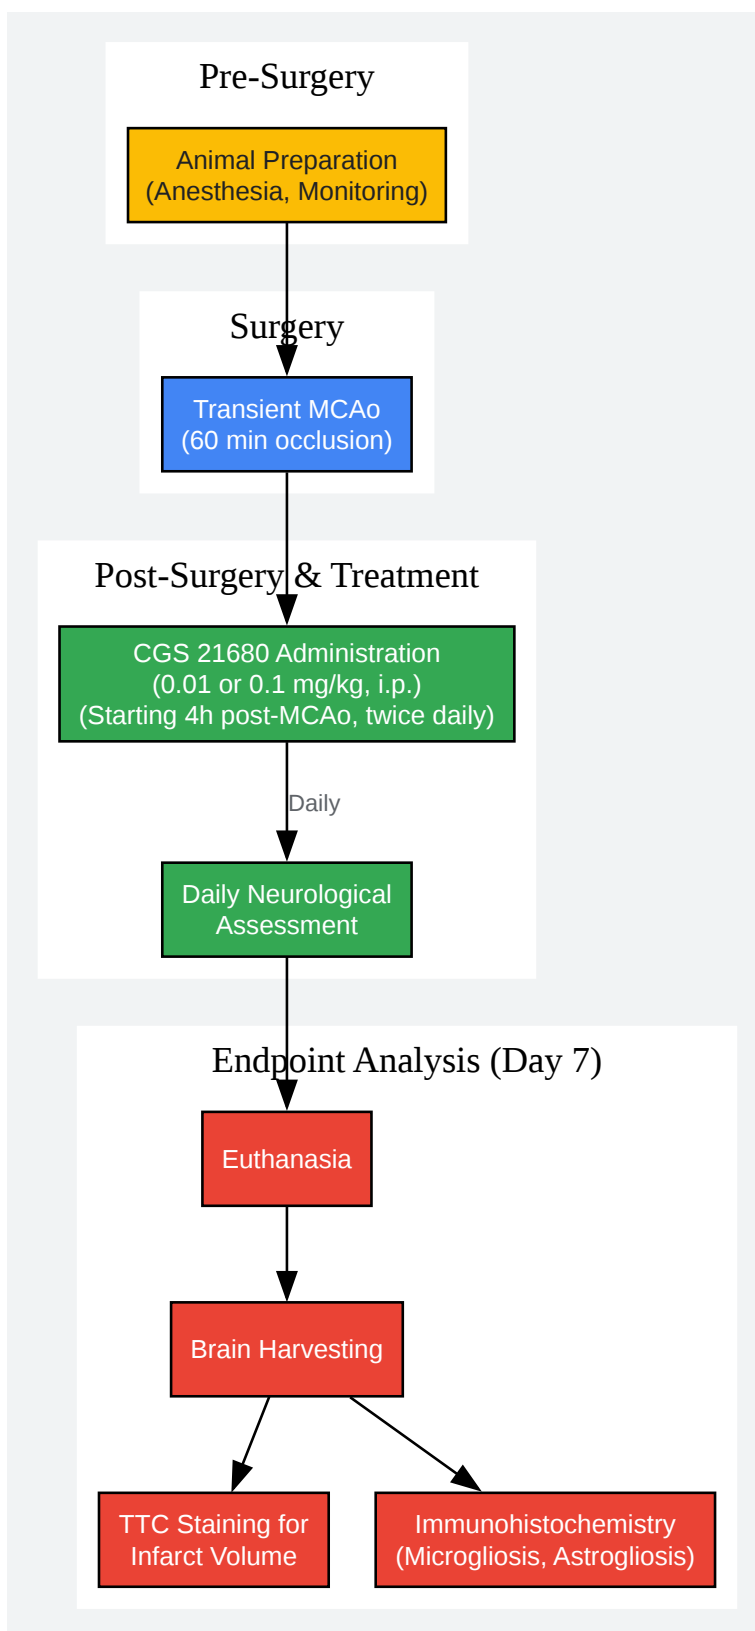 Pre-Surgery
Animal Preparation
(Anesthesia, Monitoring)
Surgery
Transient MCAo
(60 min occlusion)
Post-Surgery & Treatment
CGS 21680 Administration
(0.01 or 0.1 mg/kg, i.p.)
(Starting 4h post-MCAo, twice daily)
Daily
Daily Neurological
Assessment
Endpoint Analysis (Day 7)
Euthanasia
Brain Harvesting
TTC Staining for
Infarct Volume
Immunohistochemistry
(Microgliosis, Astrogliosis)